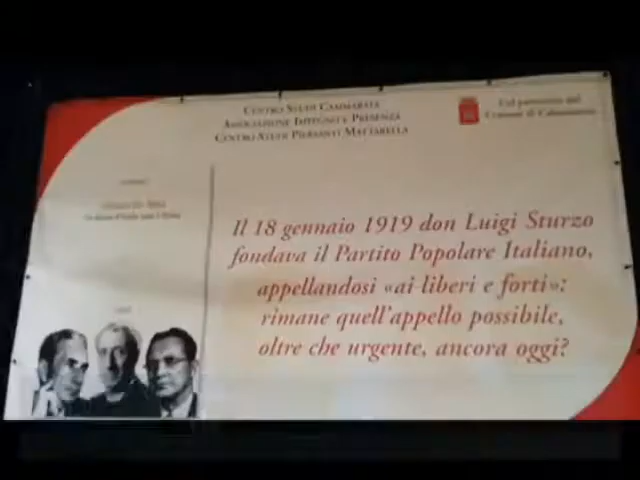 Centro Studi Cammarata
Associazione Impegno e Presenza
Centro Studi Piersanti Mattarella
Col patrocinio del
Comune di
Il 18 gennaio 1919 don Luigi Sturzo
fondava il Partito Popolare Italiano,
appellandosi «ai liberi e forti»:
rimane quell'appello possibile,
oltre che urgente, ancora oggi?